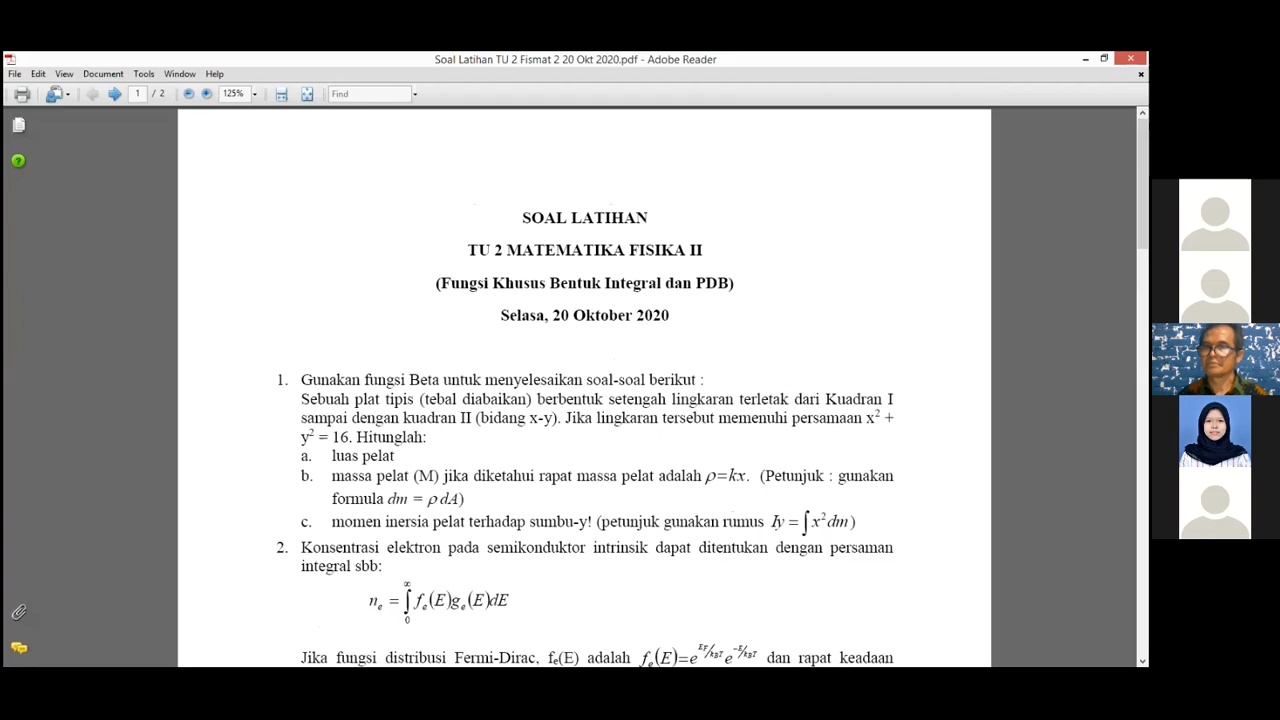 Soal Latihan TU 2 Fismat 2 20 Okt 2020.pdf - Adobe Reader
File Edit View Document Tools Window Help
1 / 2 125% Find
SOAL LATIHAN
TU 2 MATEMATIKA FISIKA II
(Fungsi Khusus Bentuk Integral dan PDB)
Selasa, 20 Oktober 2020
1. Gunakan fungsi Beta untuk menyelesaikan soal-soal berikut :
Sebuah plat tipis (tebal diabaikan) berbentuk setengah lingkaran terletak dari Kuadran I
sampai dengan kuadran II (bidang x-y). Jika lingkaran tersebut memenuhi persamaan x² +
y² = 16. Hitunglah:
a. luas pelat
b. massa pelat (M) jika diketahui rapat massa pelat adalah ρ=kx. (Petunjuk : gunakan
formula dm = ρ dA)
c. momen inersia pelat terhadap sumbu-y! (petunjuk gunakan rumus Iy = ∫ x² dm)
2. Konsentrasi elektron pada semikonduktor intrinsik dapat ditentukan dengan persaman
integral sbb:
nₑ = ∫₀^∞ fₑ(E)gₑ(E)dE
Jika fungsi distribusi Fermi-Dirac, fₑ(E) adalah fₑ(E)=e^(E_F/k_BT) e^(-E/k_BT) dan rapat keadaan